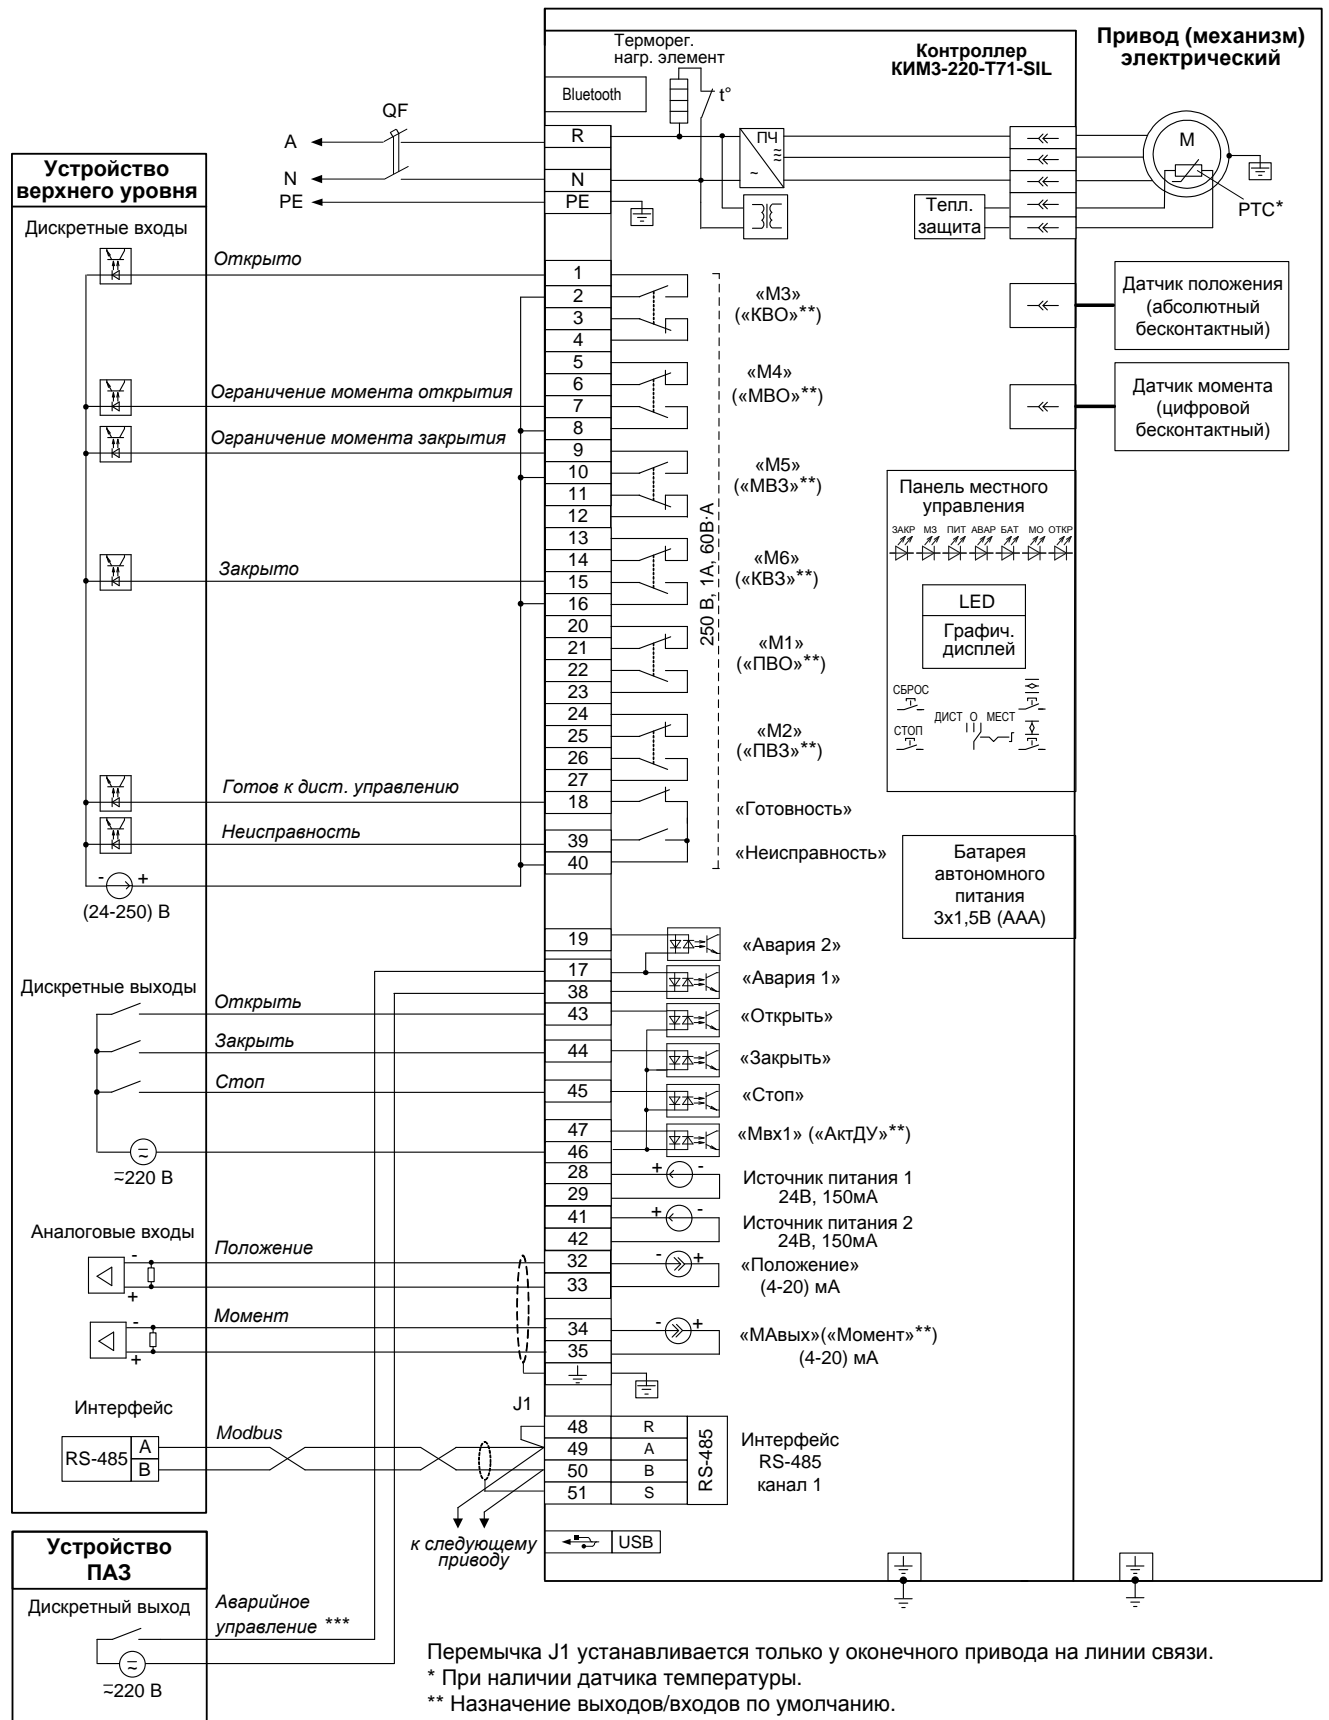 Привод (механизм)
электрический
Контроллер
КИМ3-220-Т71-SIL
Терморег.
нагр. элемент
t°
Bluetooth
QF
A
N
PE
R
N
PE
ПЧ
≂
~
М
PTC*
Тепл.
защита
Устройство
верхнего уровня
Дискретные входы
Открыто
Ограничение момента открытия
Ограничение момента закрытия
Закрыто
Готов к дист. управлению
Неисправность
- +
(24-250) В
1
2
3
4
5
6
7
8
9
10
11
12
13
14
15
16
20
21
22
23
24
25
26
27
18
39
40
«М3»
(«КВО»**)
«М4»
(«МВО»**)
«М5»
(«МВЗ»**)
«М6»
(«КВЗ»**)
«М1»
(«ПВО»**)
«М2»
(«ПВЗ»**)
«Готовность»
«Неисправность»
250 В, 1А, 60В·А
Датчик положения
(абсолютный
бесконтактный)
Датчик момента
(цифровой
бесконтактный)
Панель местного
управления
ЗАКР МЗ ПИТ АВАР БАТ МО ОТКР
LED
Графич.
дисплей
СБРОС
СТОП
ДИСТ О МЕСТ
Батарея
автономного
питания
3х1,5В (ААА)
Дискретные выходы
Открыть
Закрыть
Стоп
≂220 В
19
17
38
43
44
45
47
46
28
29
41
42
32
33
34
35
«Авария 2»
«Авария 1»
«Открыть»
«Закрыть»
«Стоп»
«Мвх1» («АктДУ»**)
+ -
Источник питания 1
24В, 150мА
+ -
Источник питания 2
24В, 150мА
- +
«Положение»
(4-20) мА
- +
«МАвых»(«Момент»**)
(4-20) мА
Аналоговые входы
Положение
-
+
Момент
-
+
Интерфейс
RS-485
A
B
Modbus
J1
48 R
49 A
50 B
51 S
RS-485
Интерфейс
RS-485
канал 1
к следующему
приводу
USB
Устройство
ПАЗ
Дискретный выход
Аварийное
управление ***
≂220 В
Перемычка J1 устанавливается только у оконечного привода на линии связи.
* При наличии датчика температуры.
** Назначение выходов/входов по умолчанию.